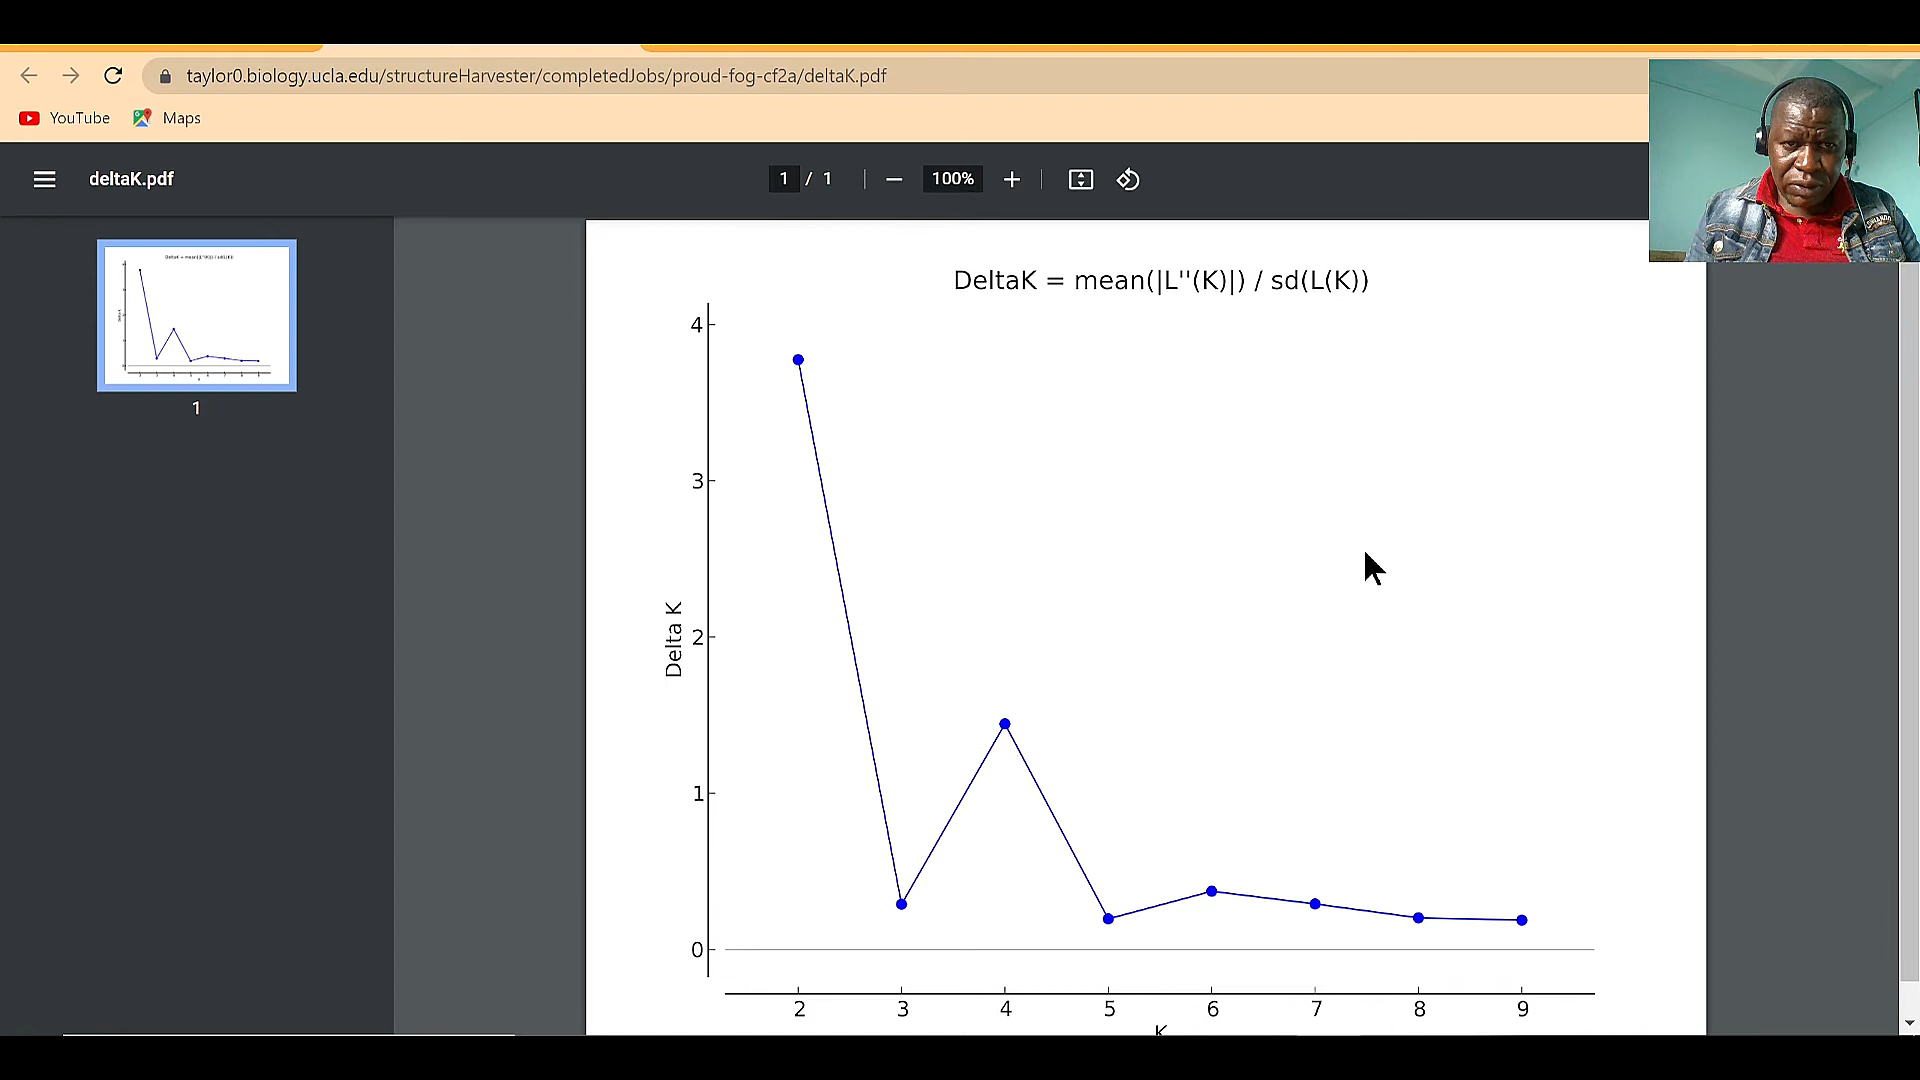 taylor0.biology.ucla.edu/structureHarvester/completedJobs/proud-fog-cf2a/deltaK.pdf
YouTube
Maps
deltaK.pdf
1 / 1
100%
1
DeltaK = mean(|L''(K)|) / sd(L(K))
4
3
2
1
0
Delta K
2 3 4 5 6 7 8 9
K